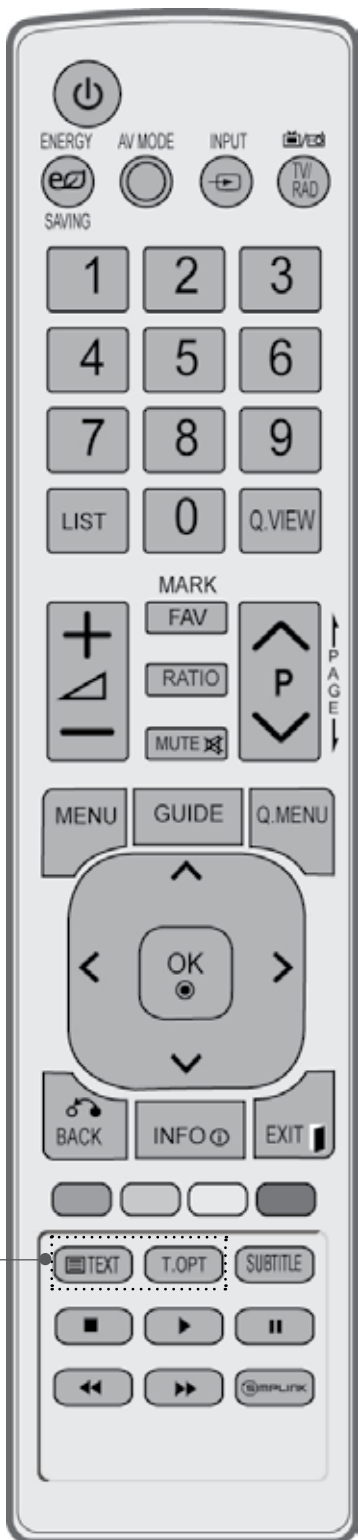 ENERGY AV MODE INPUT
TV/
RAD
SAVING
1 2 3
4 5 6
7 8 9
LIST 0 Q.VIEW
MARK
FAV
RATIO
P
PAGE
MUTE
MENU GUIDE Q.MENU
OK
BACK INFO EXIT
TEXT T.OPT SUBTITLE
SIMPLINK